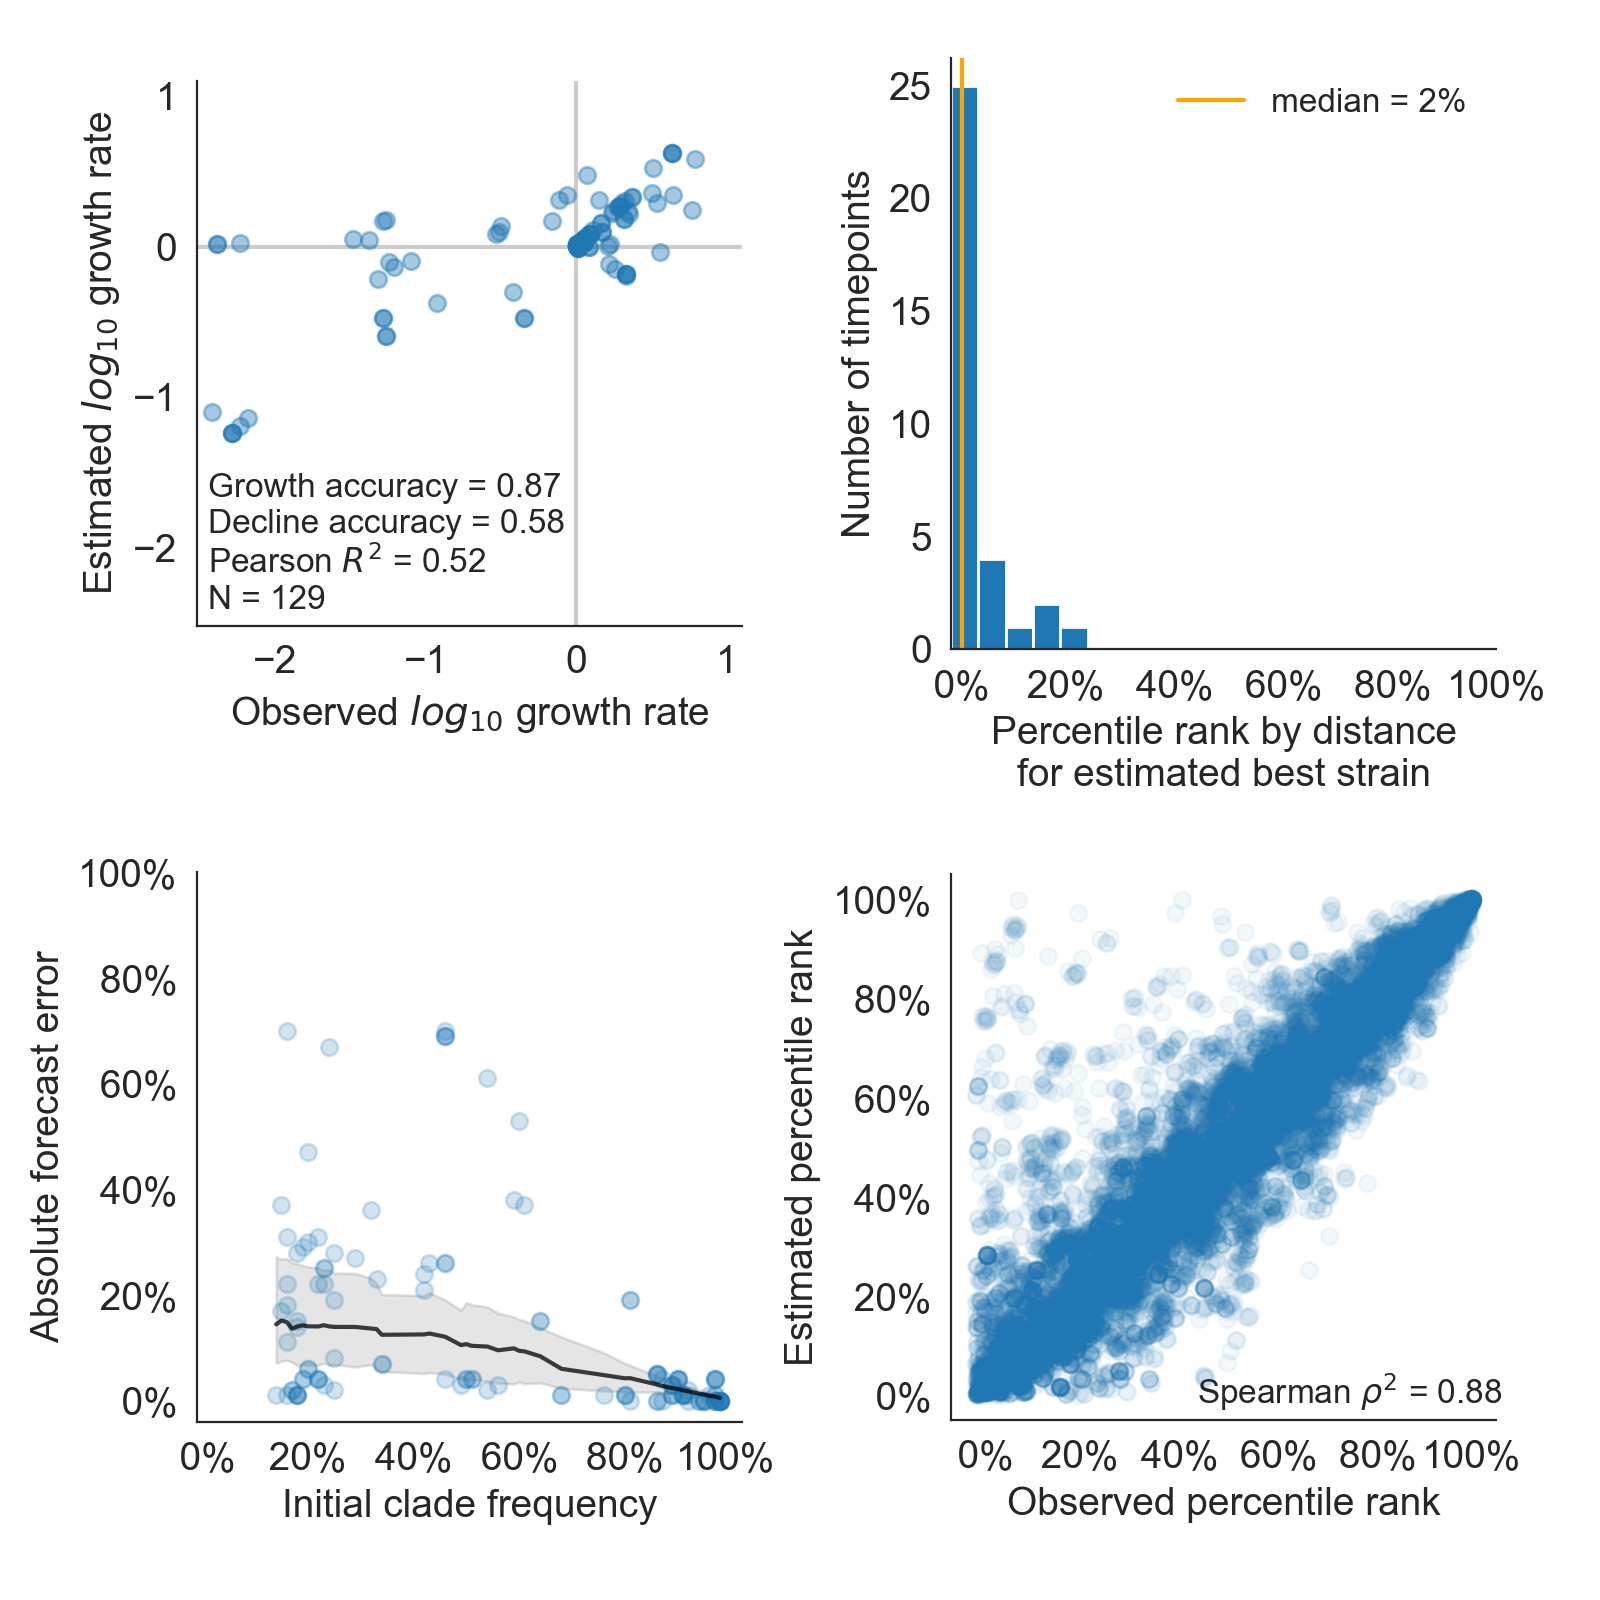 1
0
−1
−2
Estimated log10 growth rate
Growth accuracy = 0.87
Decline accuracy = 0.58
Pearson R² = 0.52
N = 129
−2 −1 0 1
Observed log10 growth rate
25
20
15
10
5
0
Number of timepoints
median = 2%
0% 20% 40% 60% 80% 100%
Percentile rank by distance
for estimated best strain
100%
80%
60%
40%
20%
0%
Absolute forecast error
0% 20% 40% 60% 80% 100%
Initial clade frequency
100%
80%
60%
40%
20%
0%
Estimated percentile rank
Spearman ρ² = 0.88
0% 20% 40% 60% 80% 100%
Observed percentile rank